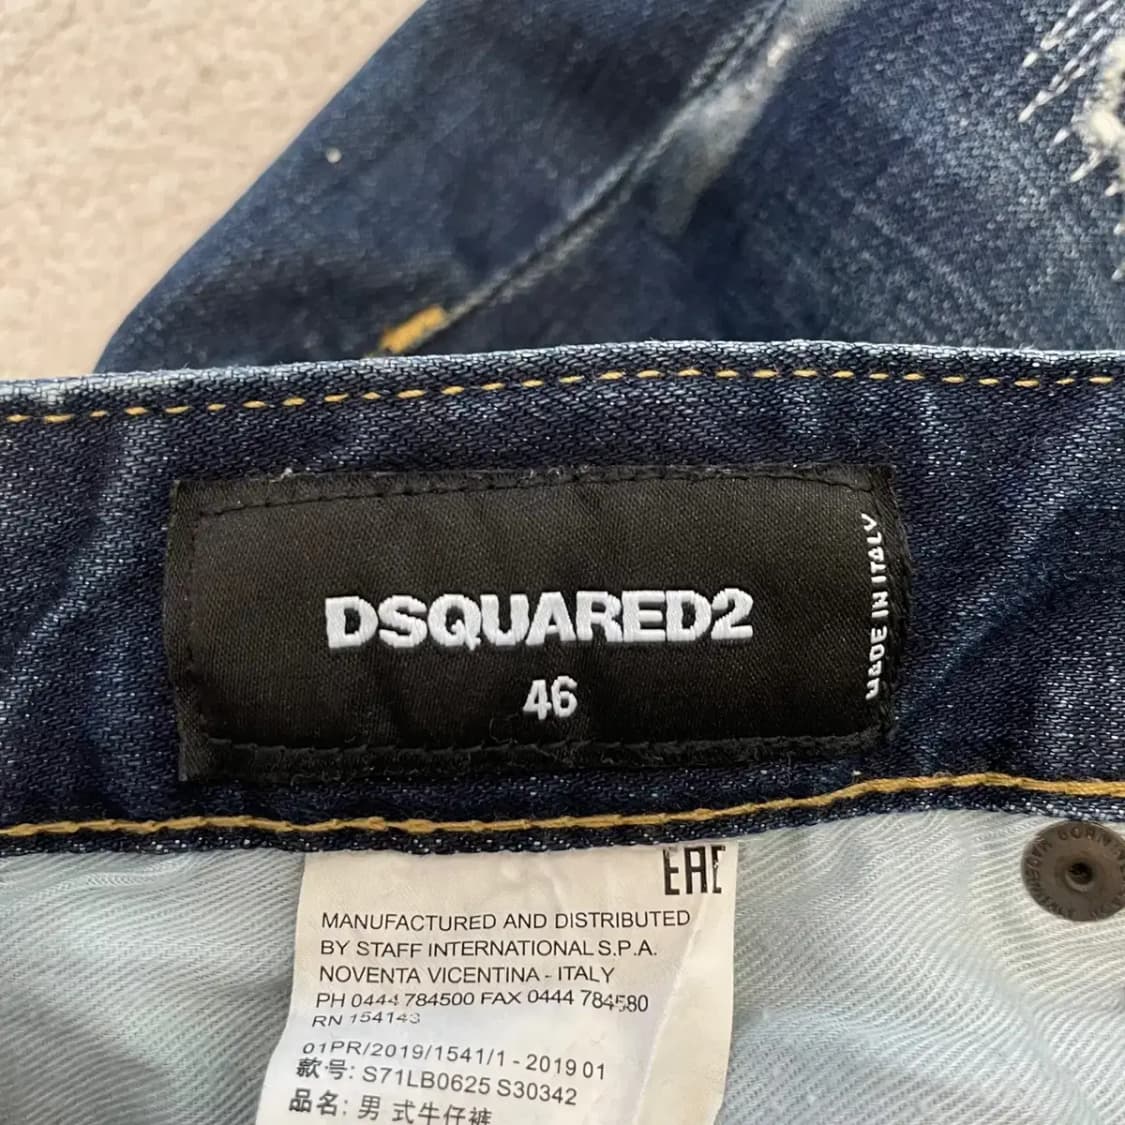 DSQUARED2
46
MADE IN ITALY
EAC
MANUFACTURED AND DISTRIBUTED
BY STAFF INTERNATIONAL S.P.A.
NOVENTA VICENTINA - ITALY
PH 0444 784500 FAX 0444 784580
RN 154143
01PR/2019/1541/1 - 2019 01
款号: S71LB0625 S30342
品名: 男式牛仔裤
BORN